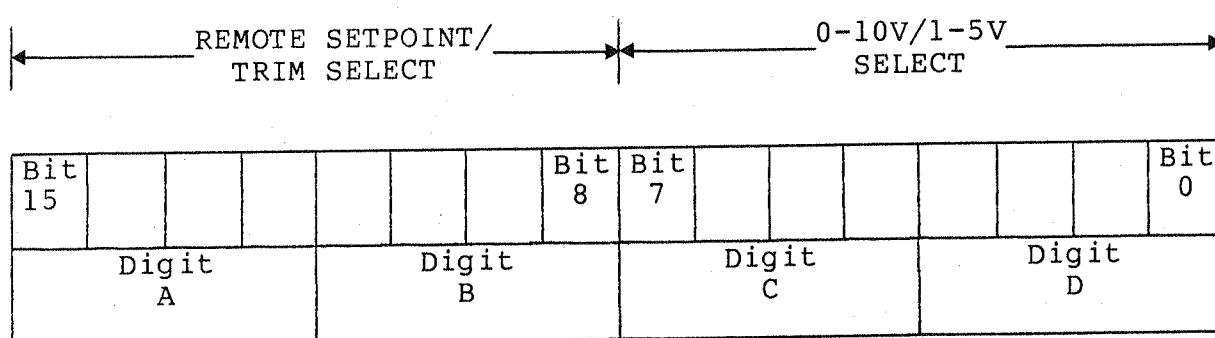 REMOTE SETPOINT/ 0-10V/1-5V
TRIM SELECT SELECT
Bit Bit Bit Bit
15 8 7 0
Digit Digit Digit Digit
A B C D